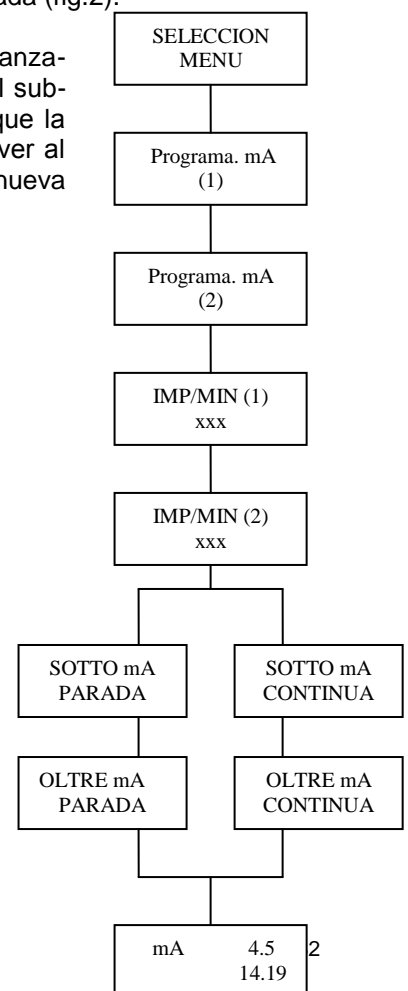 ada (fig.2).
anza-
l sub-
que la
ver al
nueva
SELECCION
MENU
Programa. mA
(1)
Programa. mA
(2)
IMP/MIN (1)
xxx
IMP/MIN (2)
xxx
SOTTO mA
PARADA
SOTTO mA
CONTINUA
OLTRE mA
PARADA
OLTRE mA
CONTINUA
mA 4.5 2
14.19